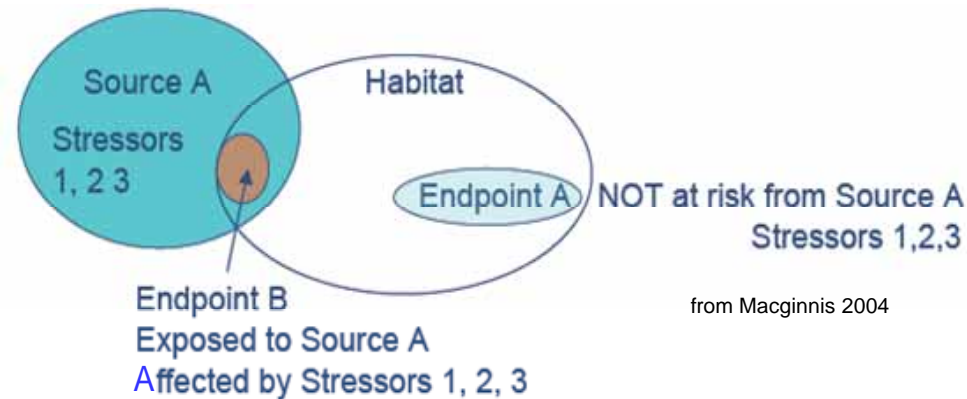 Source A
Habitat
Stressors
1, 2 3
Endpoint A
NOT at risk from Source A
Stressors 1,2,3
from Macginnis 2004
Endpoint B
Exposed to Source A
Affected by Stressors 1, 2, 3